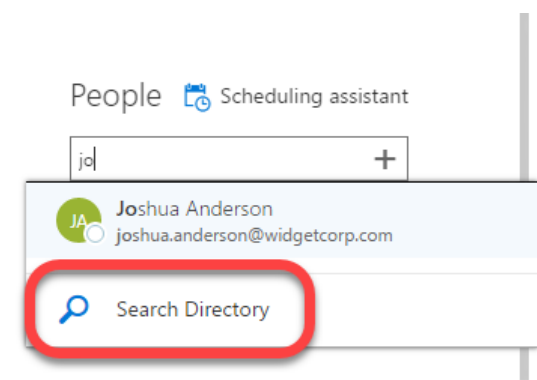 People Scheduling assistant
jo
JA Joshua Anderson
joshua.anderson@widgetcorp.com
Search Directory